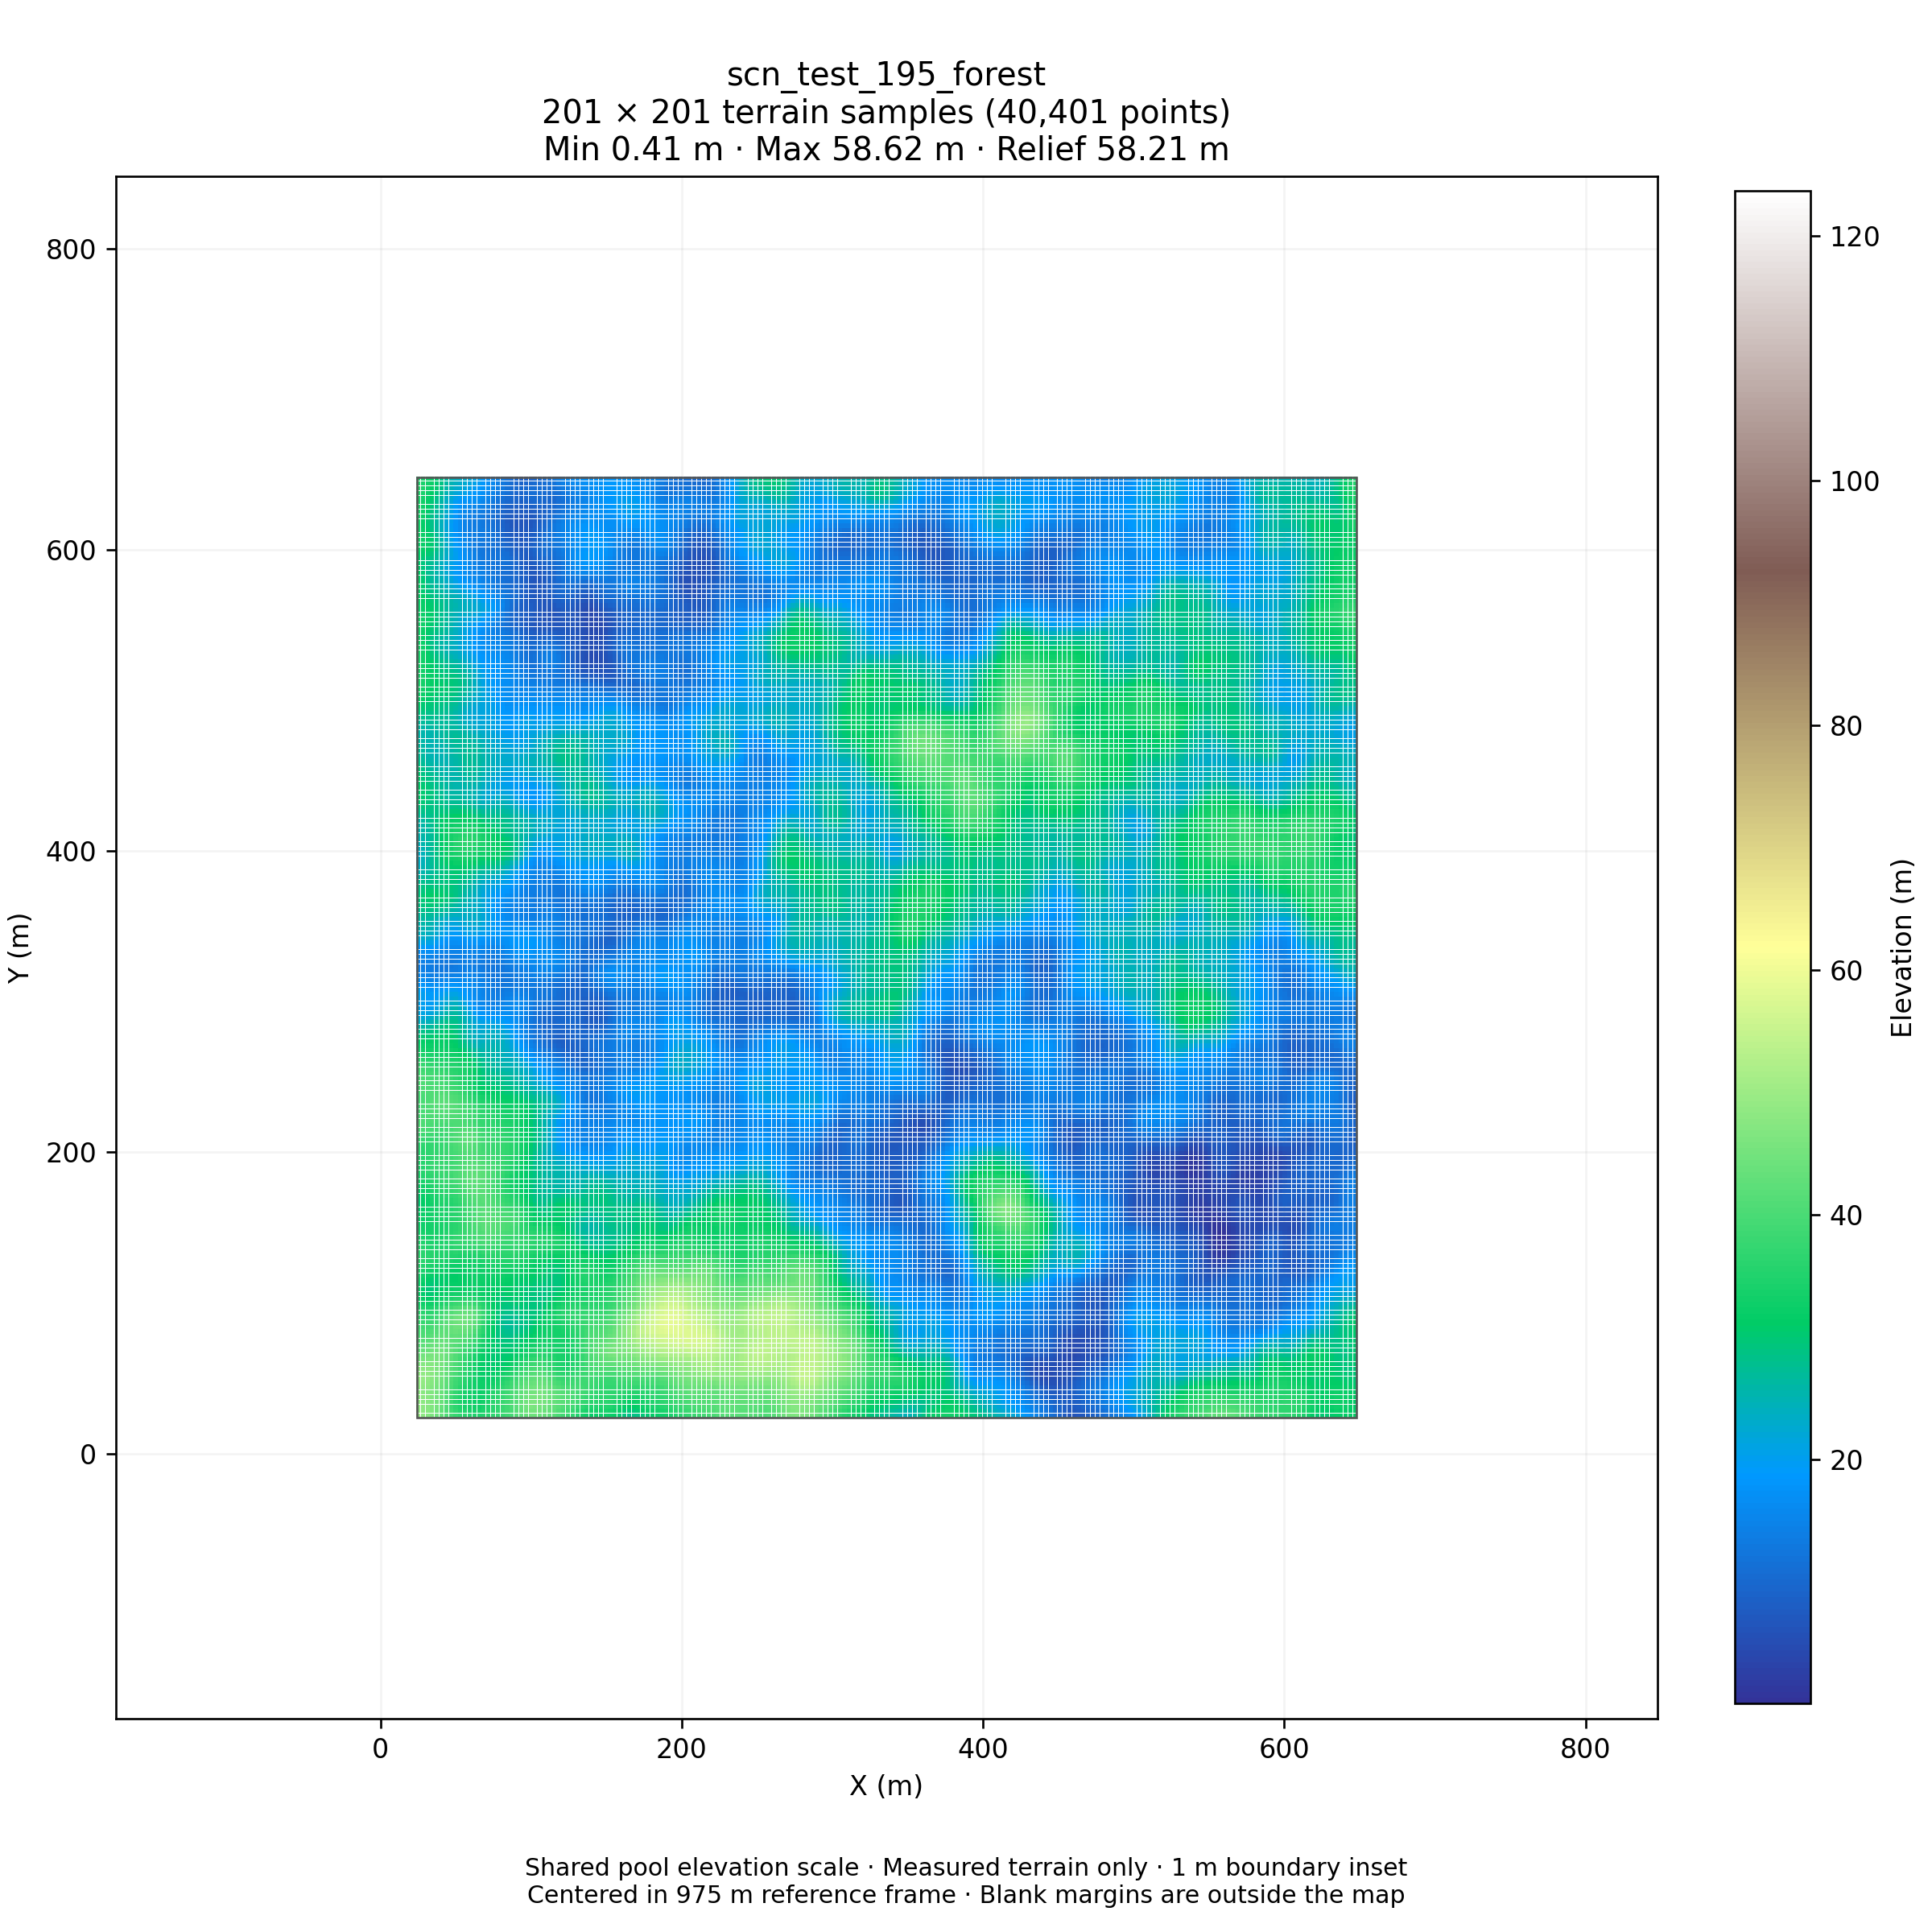 scn_test_195_forest
201 × 201 terrain samples (40,401 points)
Min 0.41 m · Max 58.62 m · Relief 58.21 m
800
600
400
200
0
Y (m)
0
200
400
600
800
X (m)
120
100
80
60
40
20
Elevation (m)
Shared pool elevation scale · Measured terrain only · 1 m boundary inset
Centered in 975 m reference frame · Blank margins are outside the map